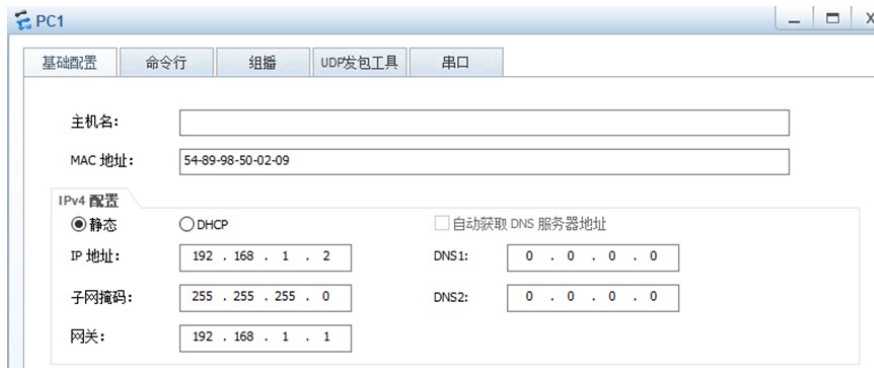 PC1
基础配置 命令行 组播 UDP发包工具 串口
主机名：
MAC 地址： 54-89-98-50-02-09
IPv4 配置
静态 DHCP 自动获取 DNS 服务器地址
IP 地址： 192 . 168 . 1 . 2 DNS1: 0 . 0 . 0 . 0
子网掩码： 255 . 255 . 255 . 0 DNS2: 0 . 0 . 0 . 0
网关： 192 . 168 . 1 . 1